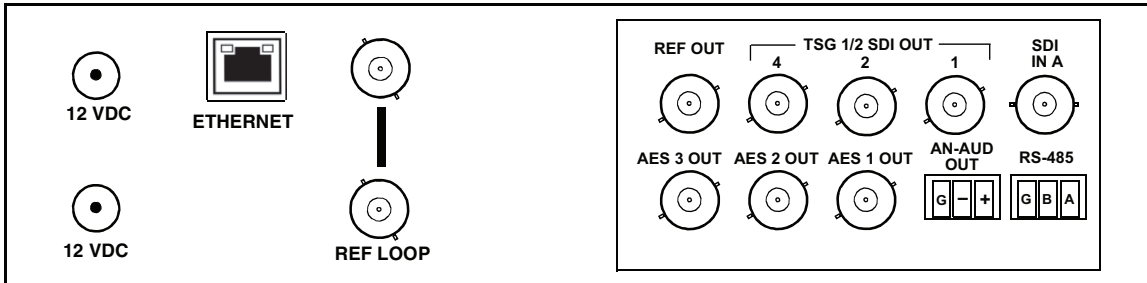 12 VDC
ETHERNET
12 VDC
REF LOOP
REF OUT
TSG 1/2 SDI OUT
4
2
1
SDI
IN A
AES 3 OUT
AES 2 OUT
AES 1 OUT
AN-AUD
OUT
RS-485
G − +
G B A